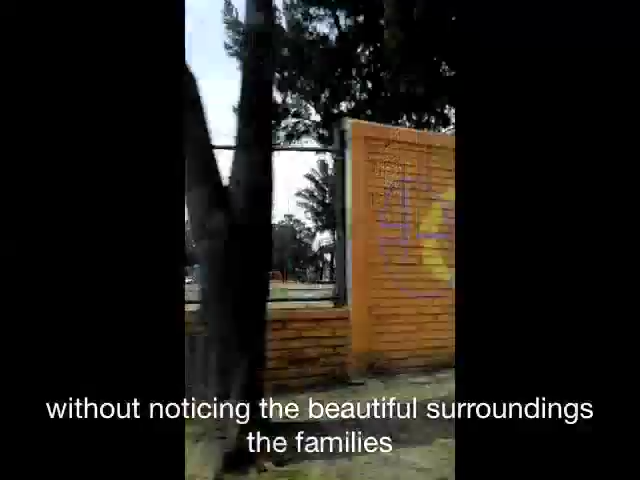 without noticing the beautiful surroundings
the families